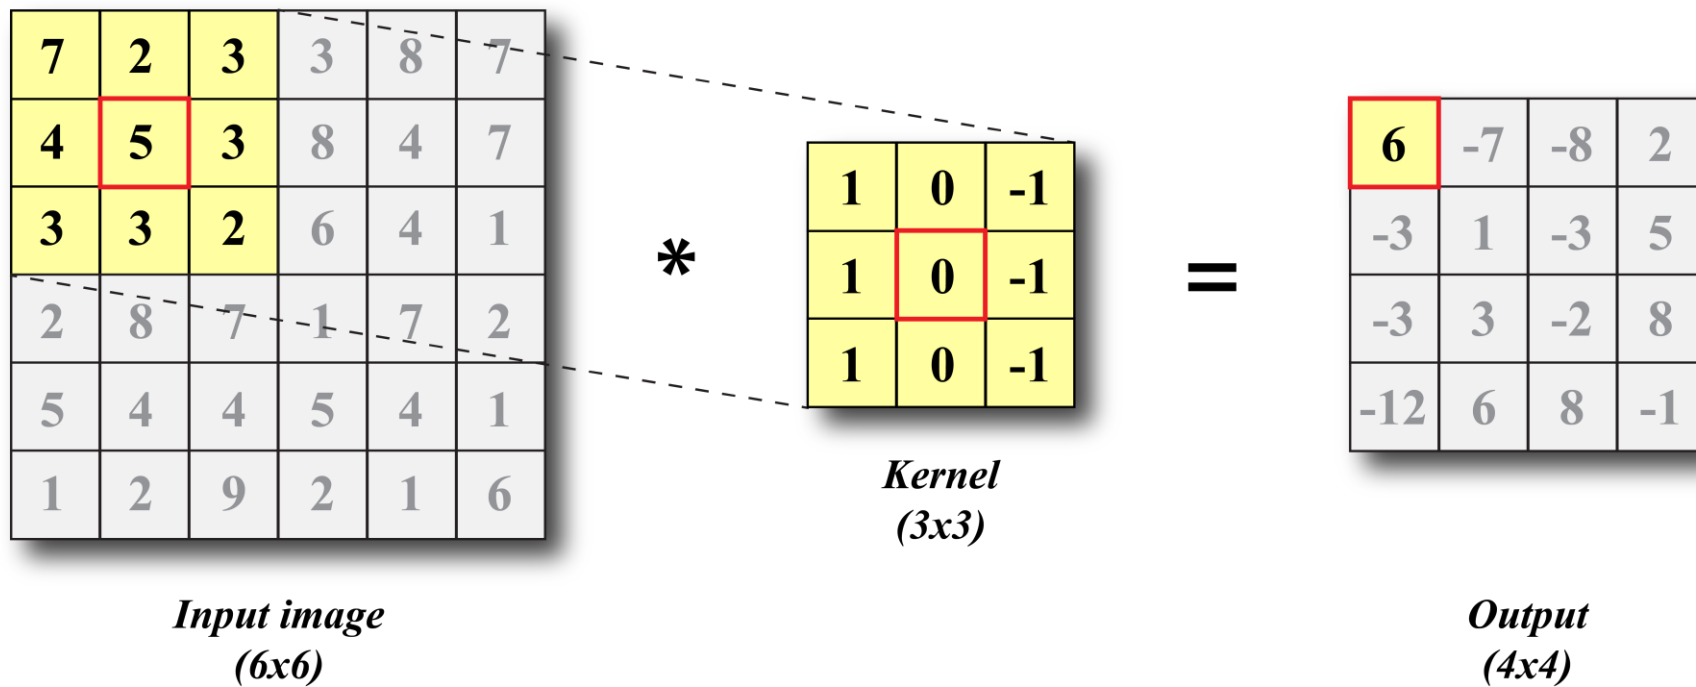 7 2 3 3 8 7
4 5 3 8 4 7
3 3 2 6 4 1
2 8 7 1 7 2
5 4 4 5 4 1
1 2 9 2 1 6
Input image
(6x6)
*
1 0 -1
1 0 -1
1 0 -1
Kernel
(3x3)
=
6 -7 -8 2
-3 1 -3 5
-3 3 -2 8
-12 6 8 -1
Output
(4x4)